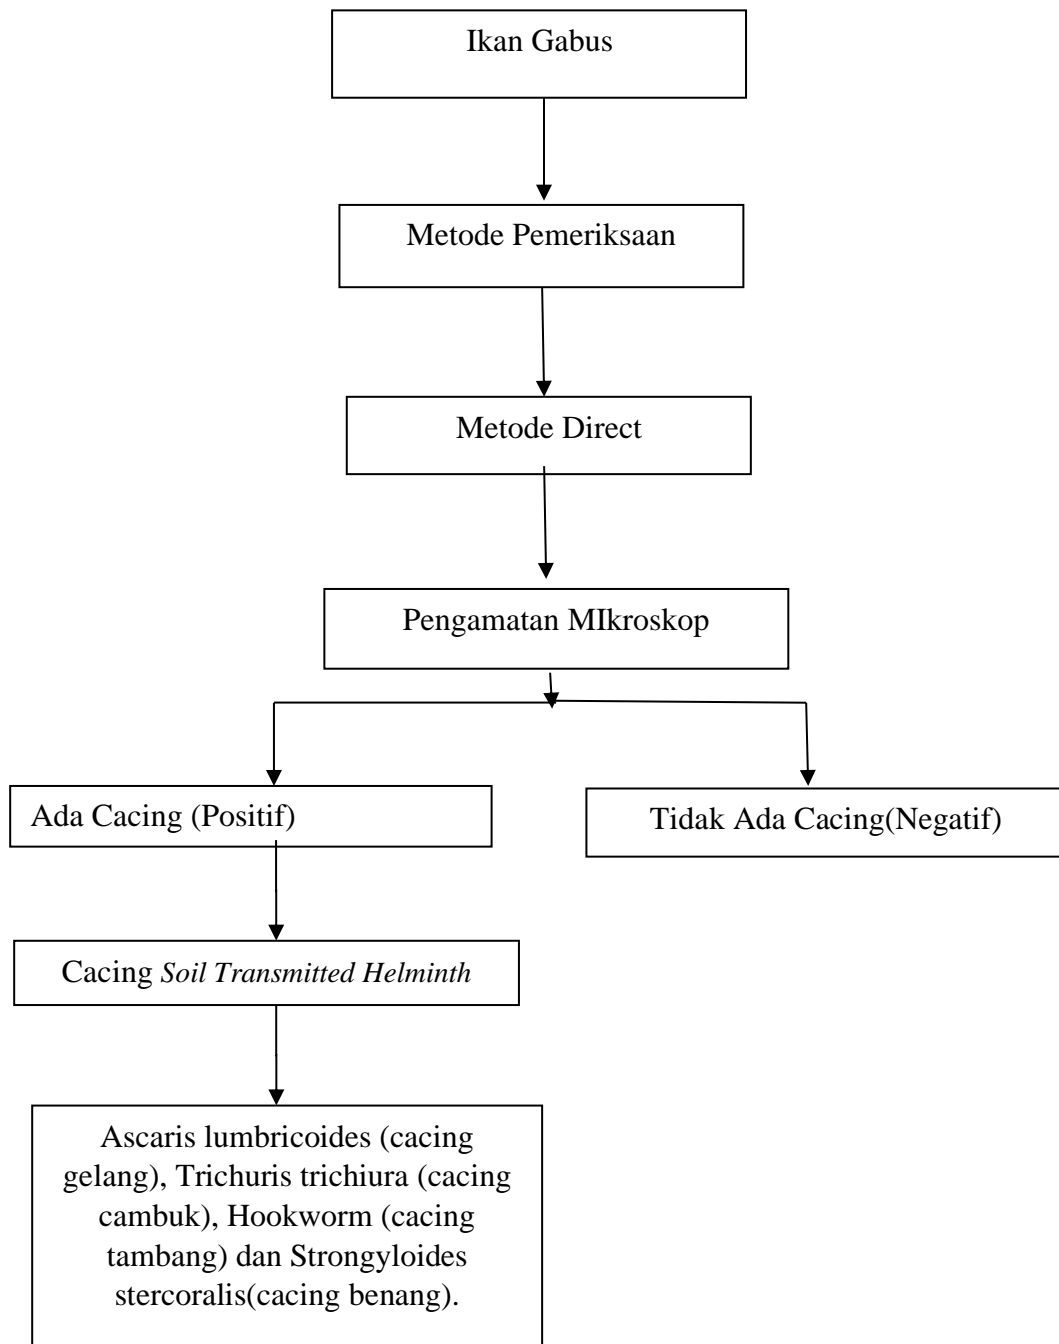 Ikan Gabus
Metode Pemeriksaan
Metode Direct
Pengamatan MIkroskop
Ada Cacing (Positif)
Tidak Ada Cacing(Negatif)
Cacing Soil Transmitted Helminth
Ascaris lumbricoides (cacing
gelang), Trichuris trichiura (cacing
cambuk), Hookworm (cacing
tambang) dan Strongyloides
stercoralis(cacing benang).